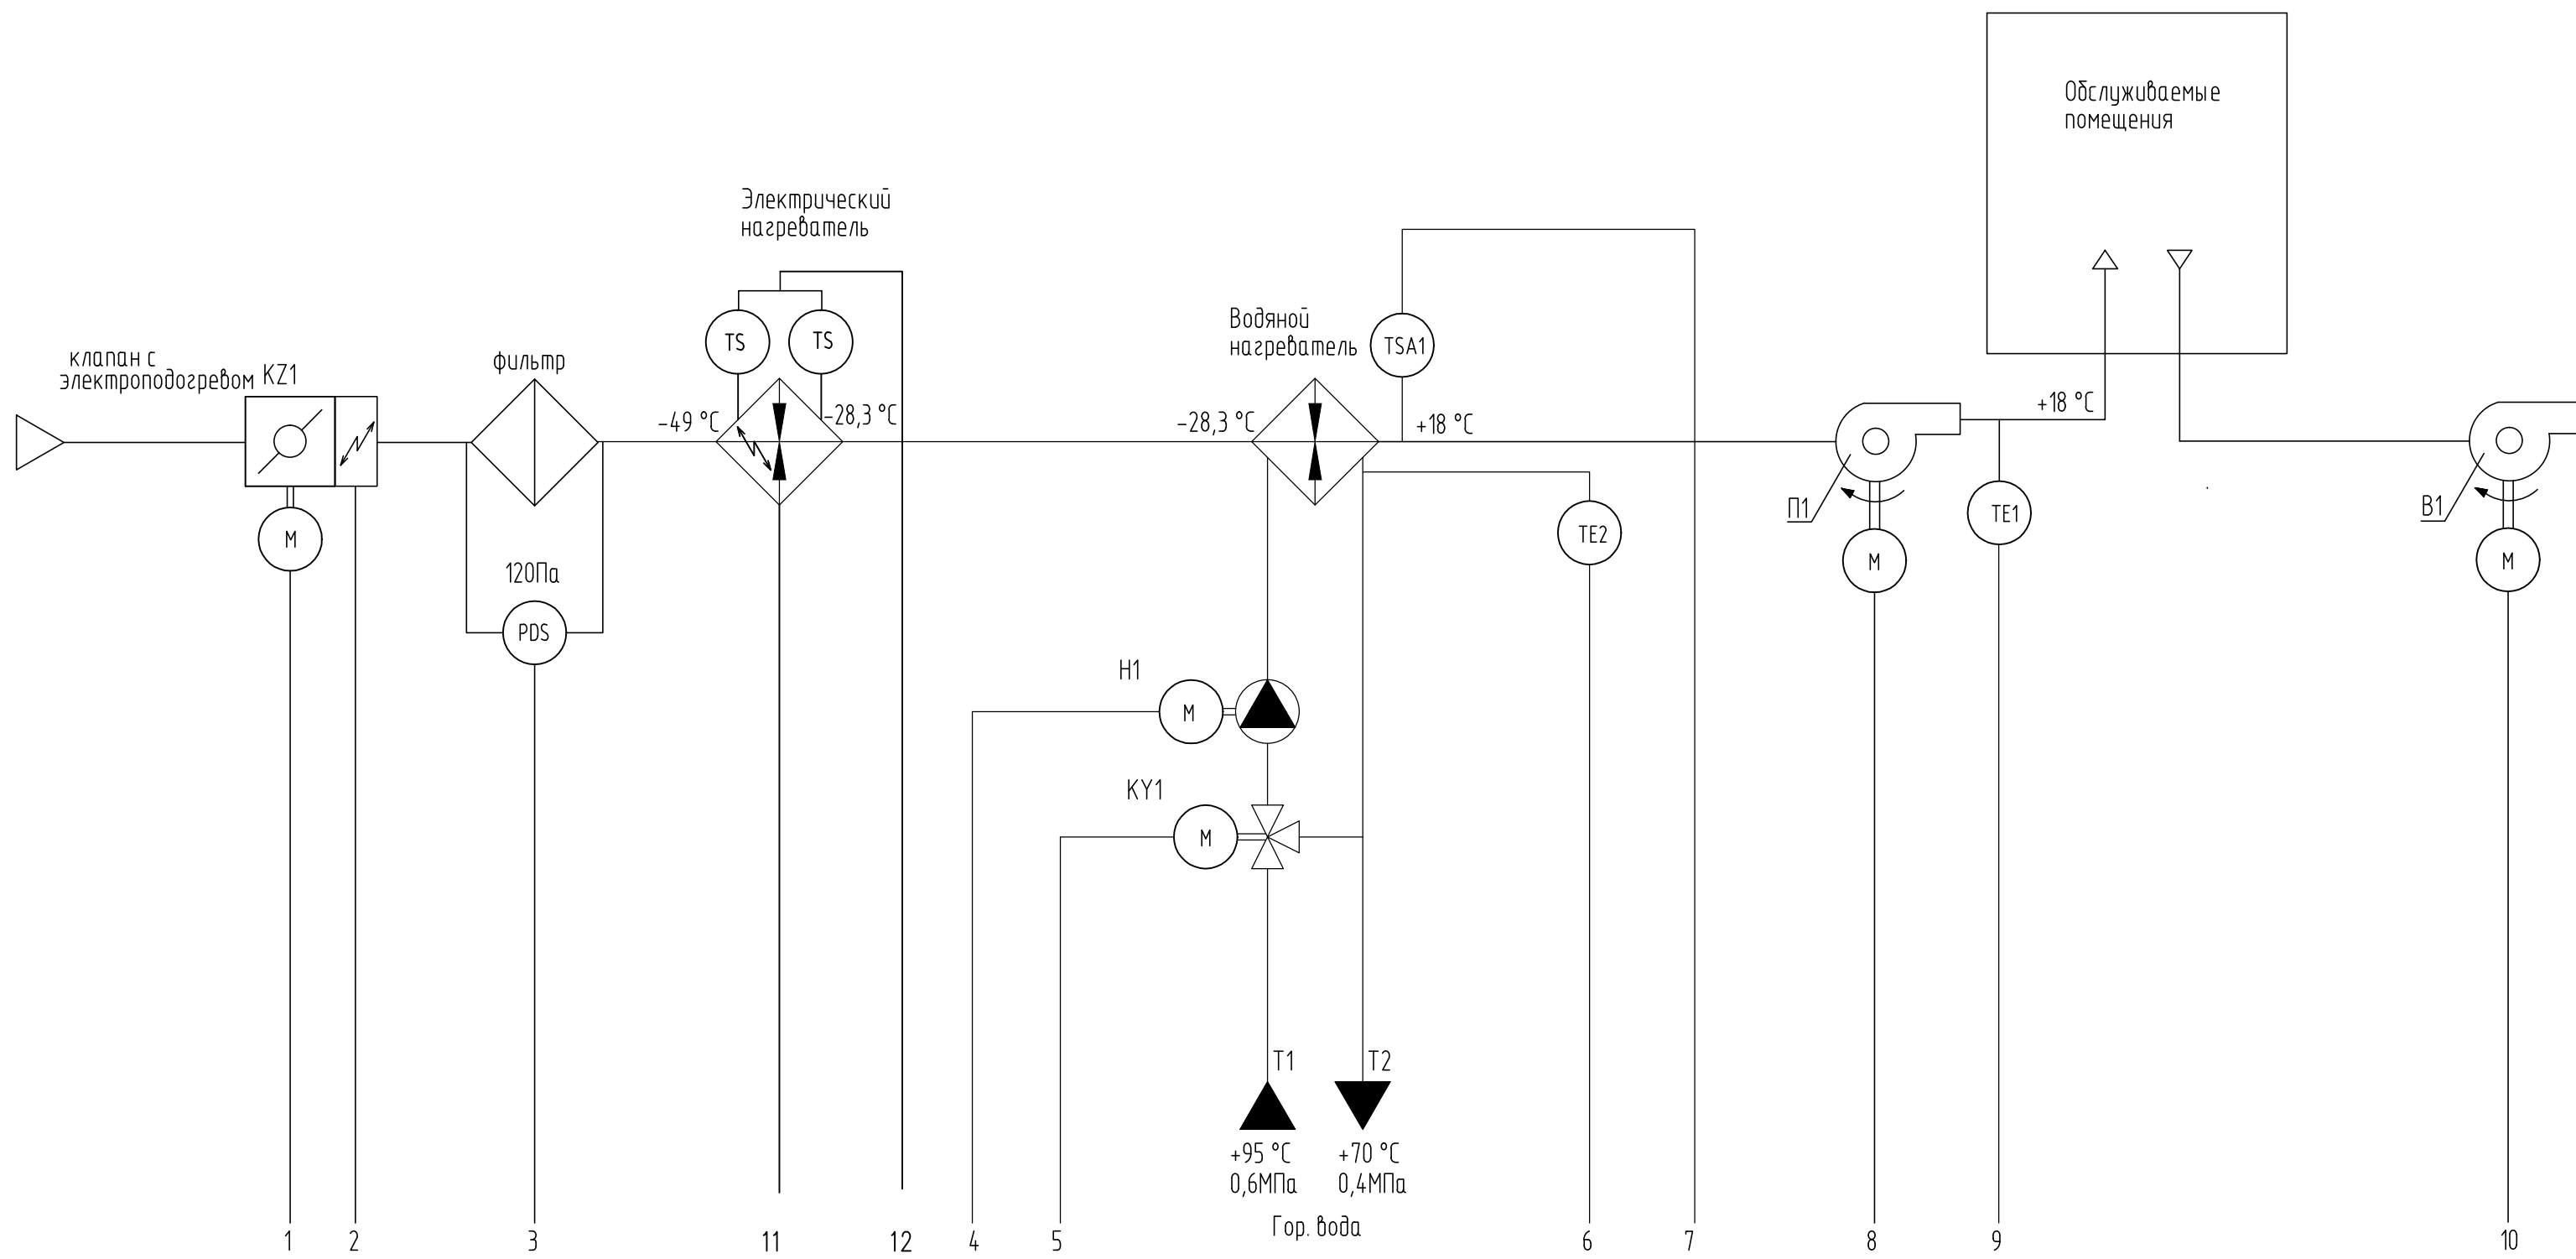 Обслуживаемые
помещения
Электрический
нагреватель
TS
TS
Водяной
нагреватель
TSA1
клапан с
электроподогревом
KZ1
фильтр
-49 °C
-28,3 °C
-28,3 °C
+18 °C
+18 °C
M
120Па
PDS
TE2
П1
M
TE1
В1
M
Н1
M
KY1
M
T1
T2
+95 °C
0,6МПа
+70 °C
0,4МПа
Гор. вода
1
2
3
11
12
4
5
6
7
8
9
10